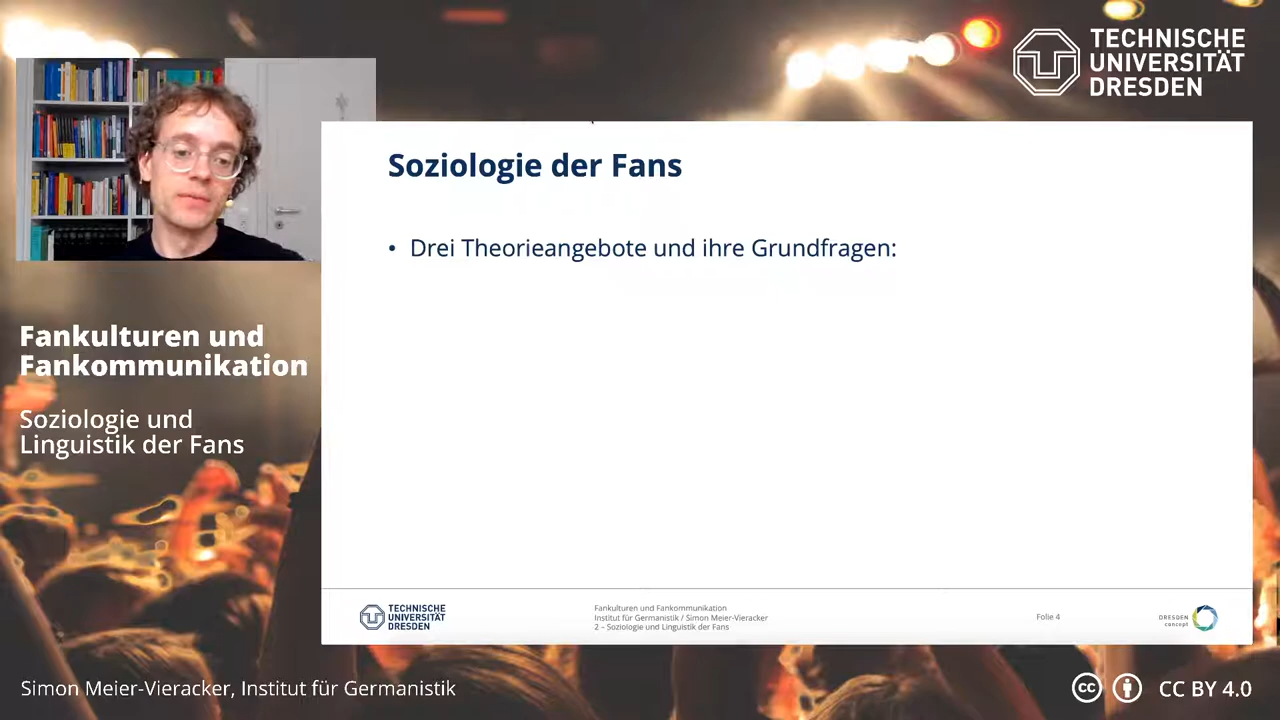 TECHNISCHE
UNIVERSITÄT
DRESDEN
Soziologie der Fans
• Drei Theorieangebote und ihre Grundfragen:
Fankulturen und
Fankommunikation
Soziologie und
Linguistik der Fans
TECHNISCHE
UNIVERSITÄT
DRESDEN
Fankulturen und Fankommunikation
Institut für Germanistik / Simon Meier-Vieracker
2 – Soziologie und Linguistik der Fans
Folie 4
DRESDEN
concept
Simon Meier-Vieracker, Institut für Germanistik
cc
CC BY 4.0